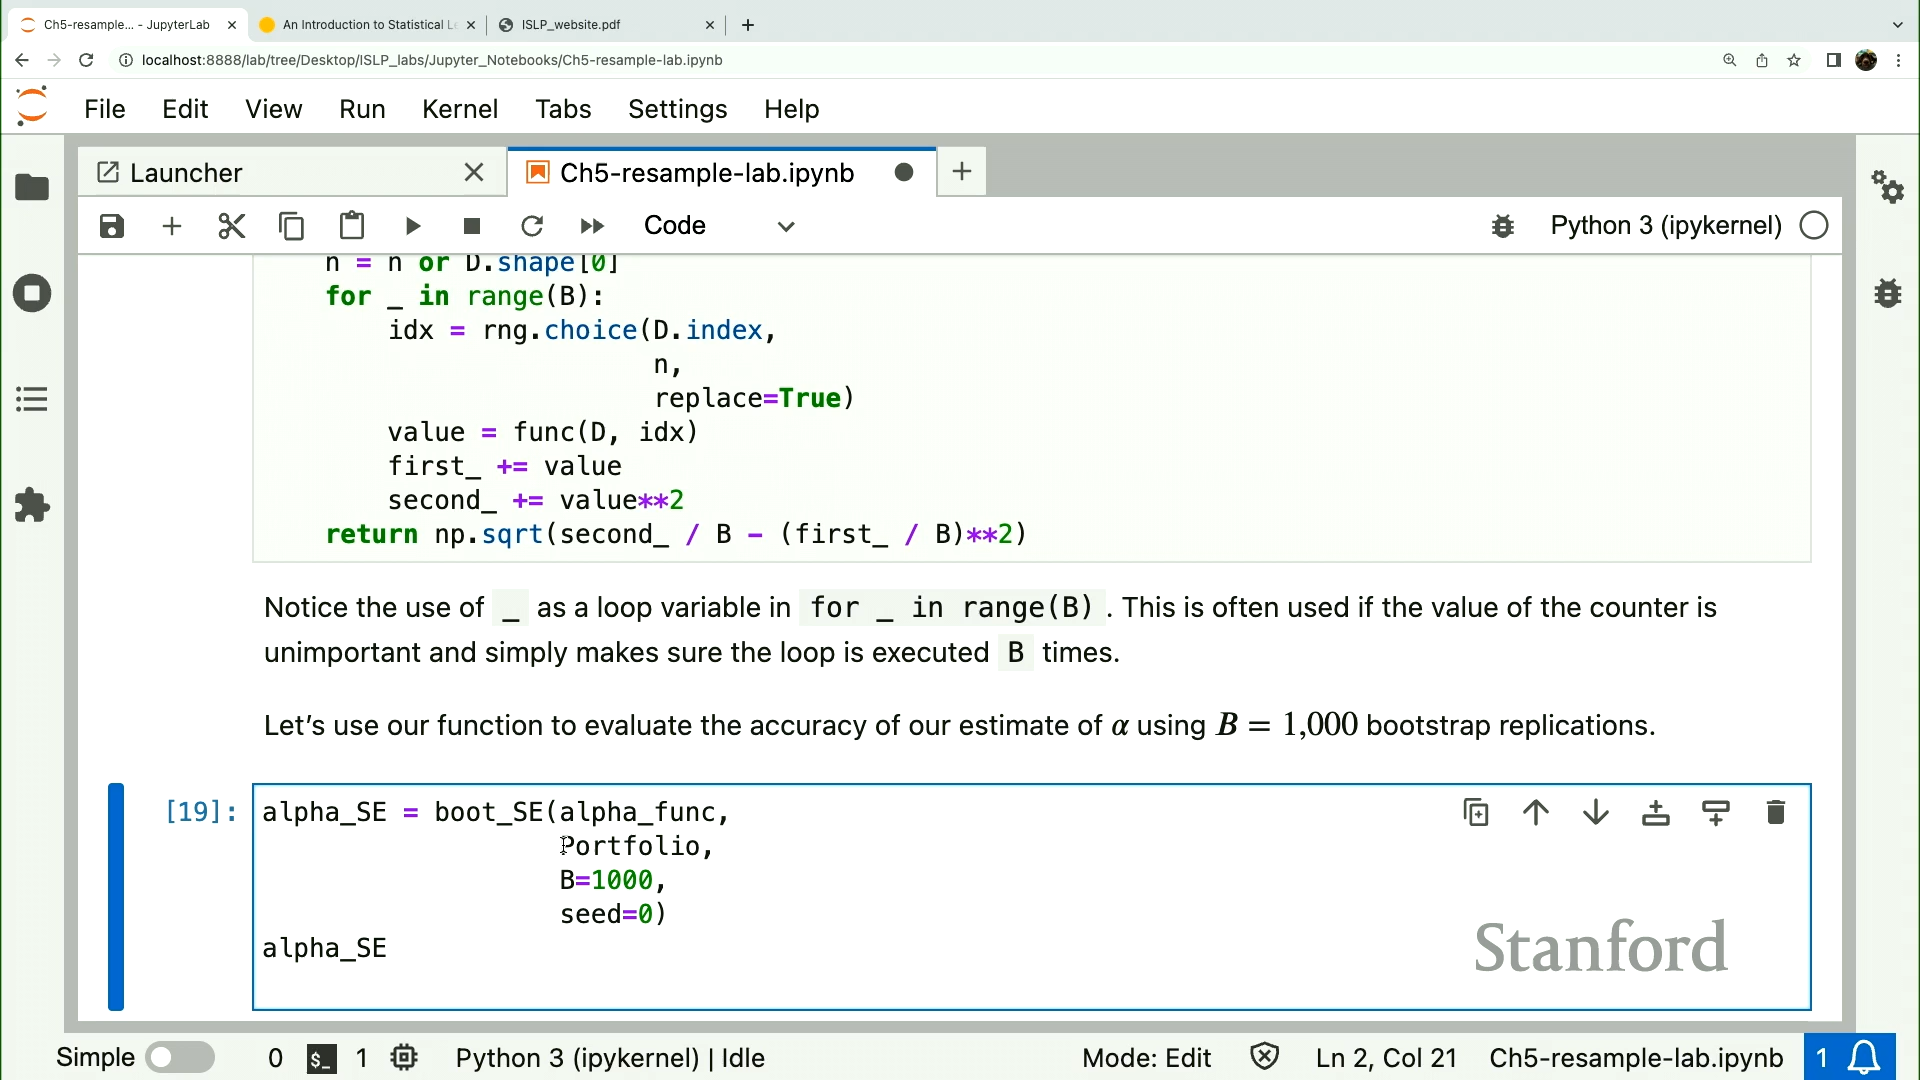 Ch5-resample... - JupyterLab
An Introduction to Statistical Le
ISLP_website.pdf
localhost:8888/lab/tree/Desktop/ISLP_labs/Jupyter_Notebooks/Ch5-resample-lab.ipynb
File Edit View Run Kernel Tabs Settings Help
Launcher
Ch5-resample-lab.ipynb
Code
Python 3 (ipykernel)
n = n or D.shape[0]
for _ in range(B):
idx = rng.choice(D.index,
n,
replace=True)
value = func(D, idx)
first_ += value
second_ += value**2
return np.sqrt(second_ / B - (first_ / B)**2)
Notice the use of _ as a loop variable in for _ in range(B) . This is often used if the value of the counter is
unimportant and simply makes sure the loop is executed B times.
Let's use our function to evaluate the accuracy of our estimate of α using B = 1,000 bootstrap replications.
[19]: alpha_SE = boot_SE(alpha_func,
Portfolio,
B=1000,
seed=0)
alpha_SE
Stanford
Simple 0 $_ 1 Python 3 (ipykernel) | Idle Mode: Edit Ln 2, Col 21 Ch5-resample-lab.ipynb 1